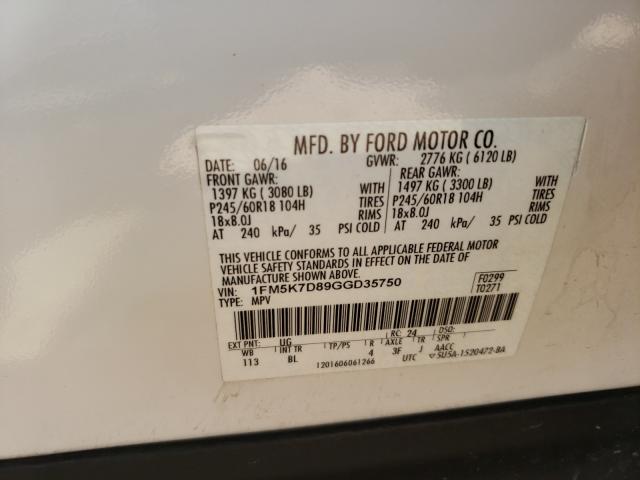 MFD. BY FORD MOTOR CO.
DATE: 06/16 GVWR: 2776 KG ( 6120 LB)
FRONT GAWR: REAR GAWR:
1397 KG ( 3080 LB) WITH 1497 KG ( 3300 LB) WITH
P245/60R18 104H TIRES P245/60R18 104H TIRES
18x8.0J RIMS 18x8.0J RIMS
AT 240 kPa/ 35 PSI COLD AT 240 kPa/ 35 PSI COLD
THIS VEHICLE CONFORMS TO ALL APPLICABLE FEDERAL MOTOR
VEHICLE SAFETY STANDARDS IN EFFECT ON THE DATE OF
MANUFACTURE SHOWN ABOVE.
VIN: 1FM5K7D89GGD35750 F0299
TYPE: MPV T0271
EXT PNT: UG RC: 24 DSO:
WB INT TR TP/PS R AXLE TR SPR
113 BL 4 3F J AACC
1201606061266 UTC 5U5A-1520472-BA